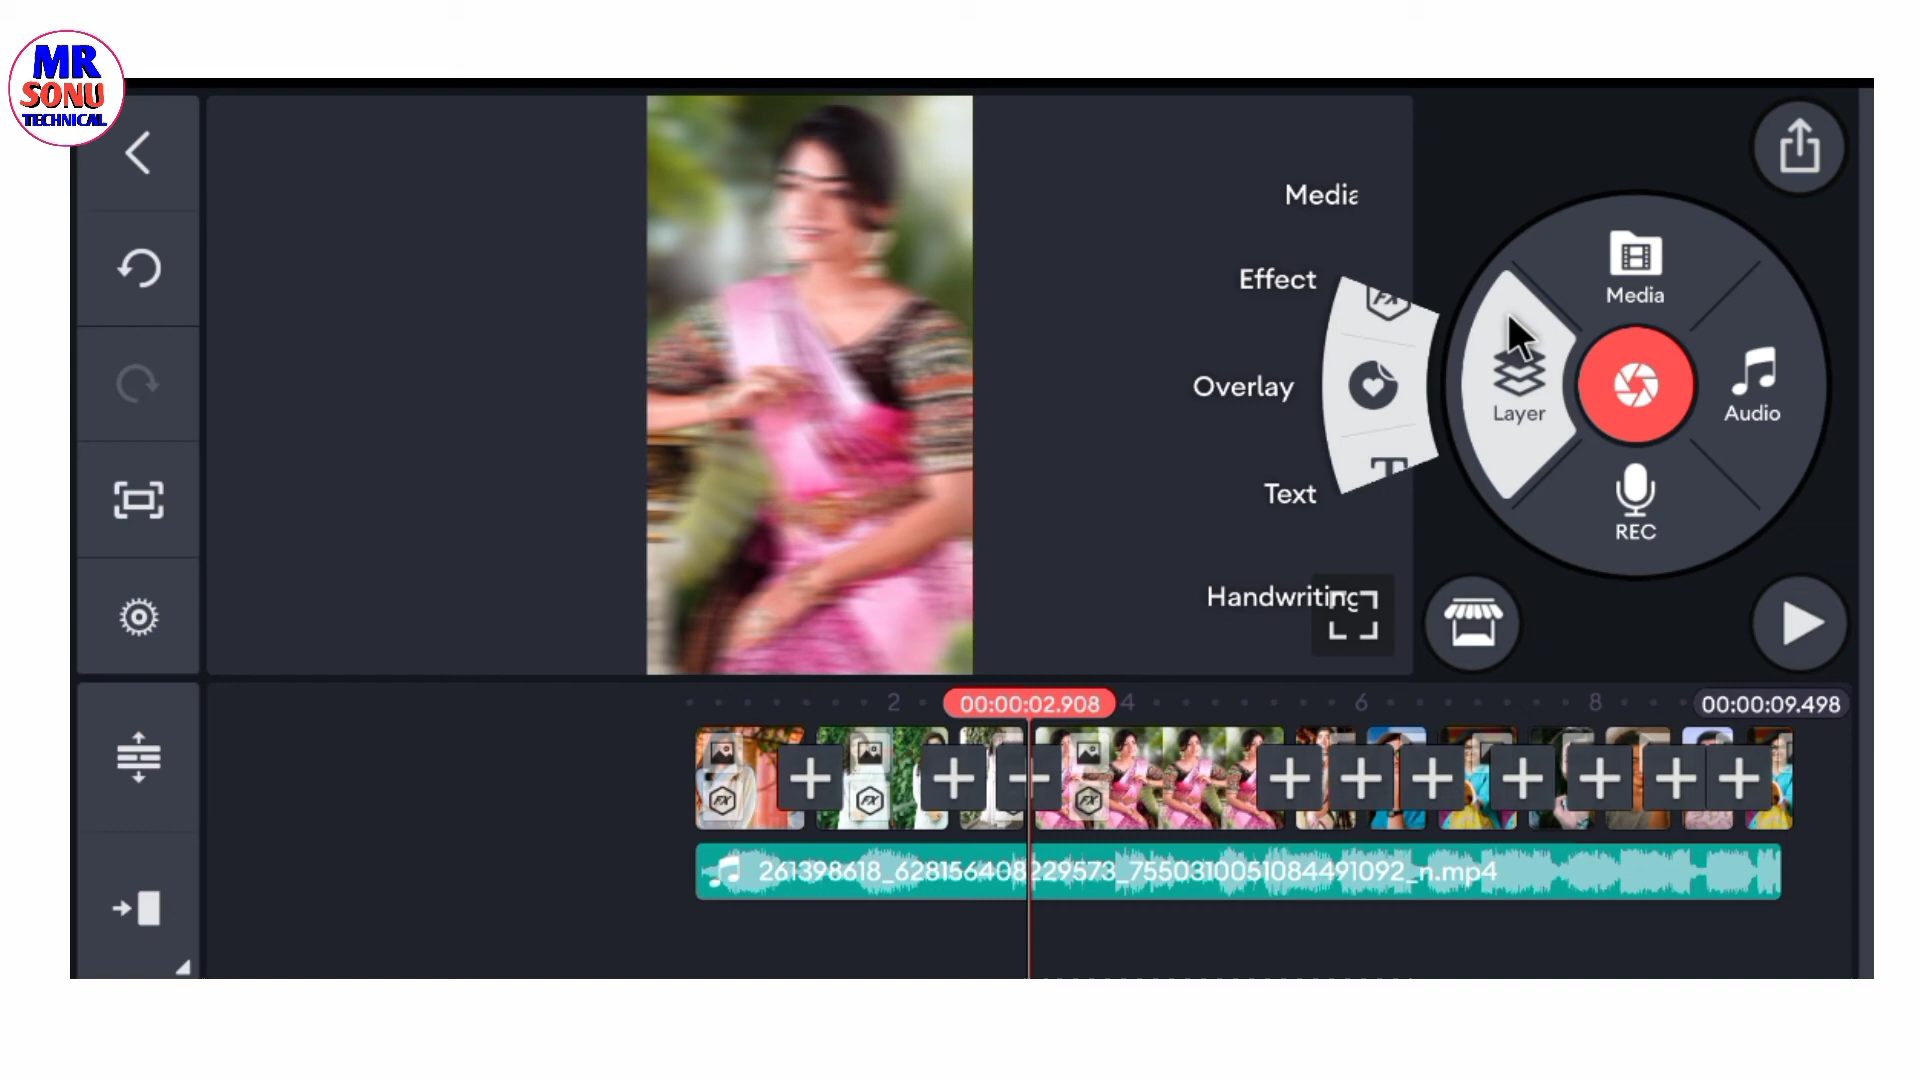 MR
SONU
TECHNICAL
Media
Effect
Overlay
Text
Handwriting
Media
Layer
Audio
REC
2
00:00:02.908
4
6
8
00:00:09.498
261398618_628156408229573_7550310051084491092_n.mp4